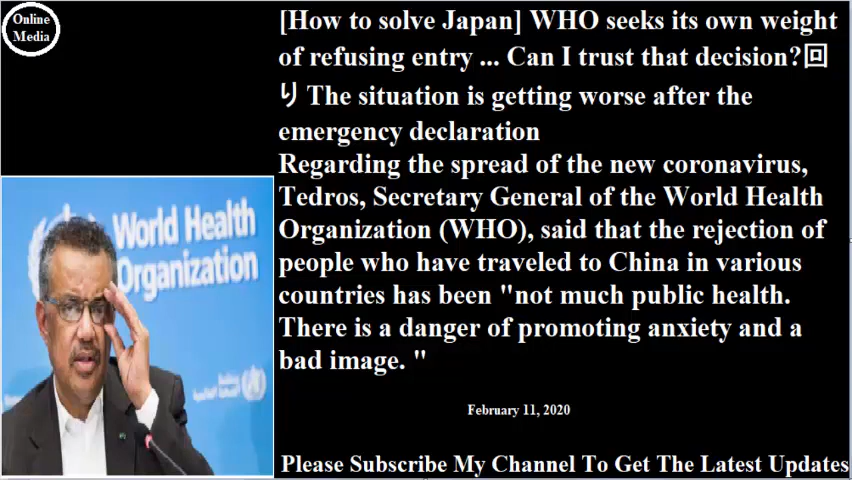 Online
Media
[How to solve Japan] WHO seeks its own weight
of refusing entry ... Can I trust that decision?回
り The situation is getting worse after the
emergency declaration
Regarding the spread of the new coronavirus,
Tedros, Secretary General of the World Health
Organization (WHO), said that the rejection of
people who have traveled to China in various
countries has been "not much public health.
There is a danger of promoting anxiety and a
bad image. "
World Health
Organization
February 11, 2020
Please Subscribe My Channel To Get The Latest Updates